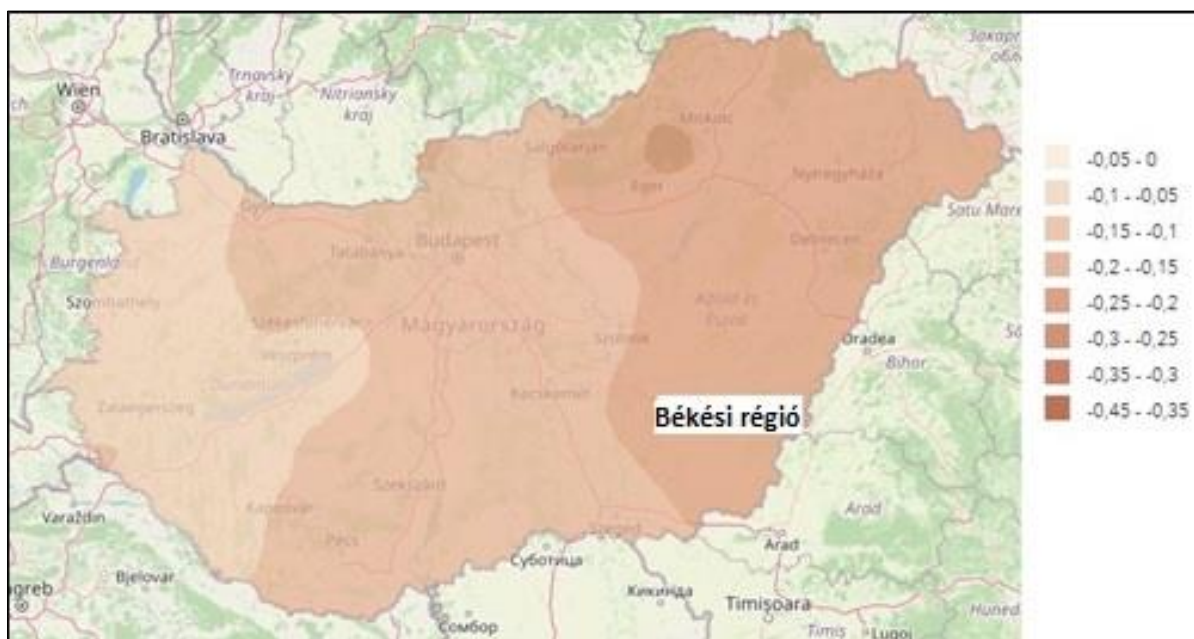 Wien
Bratislava
Trnavský
kraj
Nitriansky
kraj
Burgenland
Szombathely
Zalaegerszeg
Veszprém
Székesfehérvár
Tatabánya
Budapest
Magyarország
Kecskemét
Szolnok
Szekszárd
Kaposvár
Pécs
Szeged
Salgótarján
Eger
Miskolc
Nyíregyháza
Debrecen
Békési régió
Satu Mare
Oradea
Bihor
Arad
Arad
Timișoara
Timiș
Lugoj
Суботица
Кикинда
Сомбор
Varaždin
Bjelovar
-0,05 - 0
-0,1 - -0,05
-0,15 - -0,1
-0,2 - -0,15
-0,25 - -0,2
-0,3 - -0,25
-0,35 - -0,3
-0,45 - -0,35